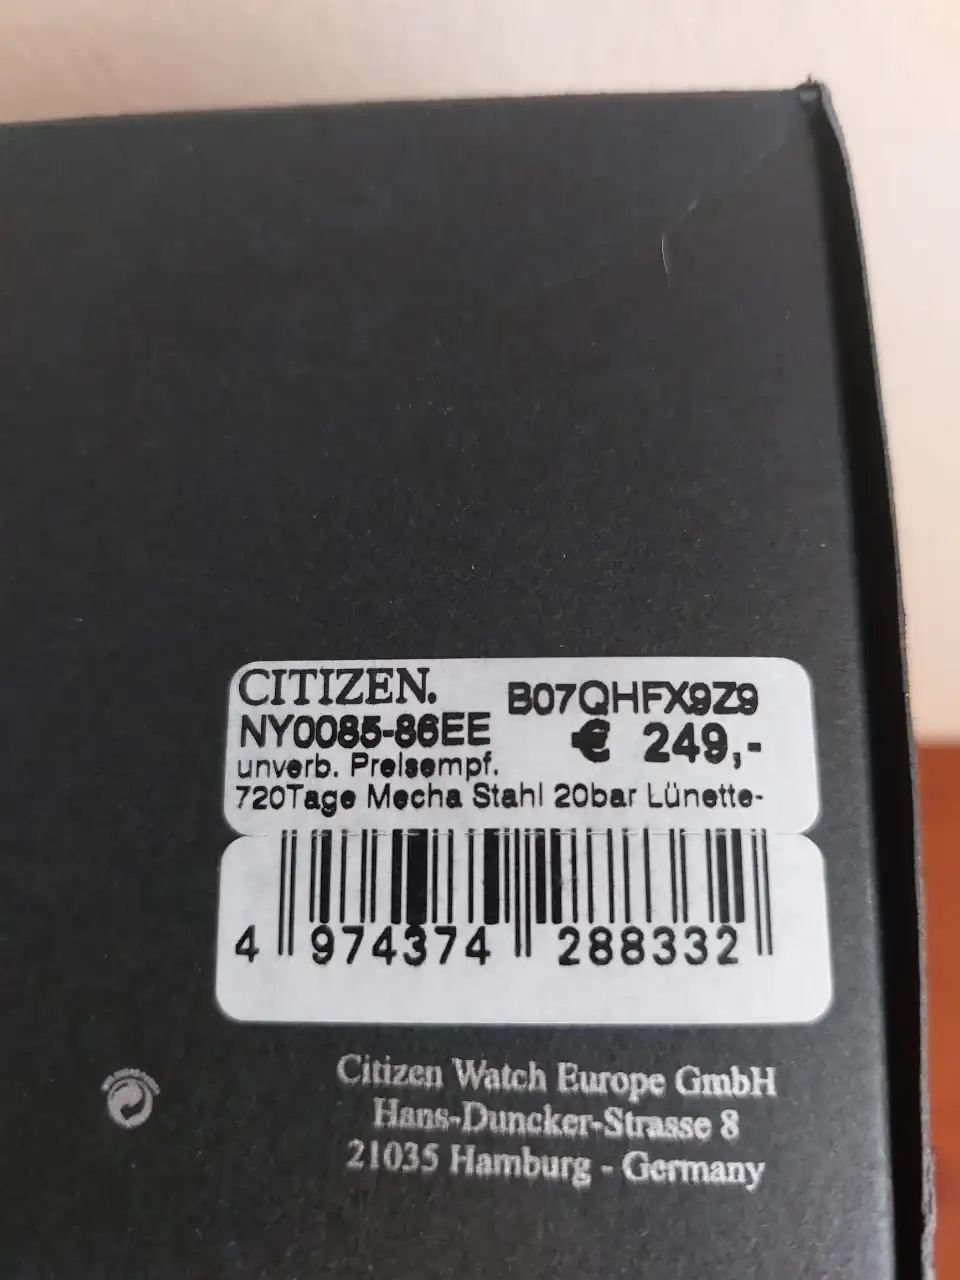 CITIZEN.
B07QHFX9Z9
NY0085-86EE
€ 249,-
unverb. Preisempf.
720Tage Mecha Stahl 20bar Lünette-
4 974374 288332
Citizen Watch Europe GmbH
Hans-Duncker-Strasse 8
21035 Hamburg - Germany